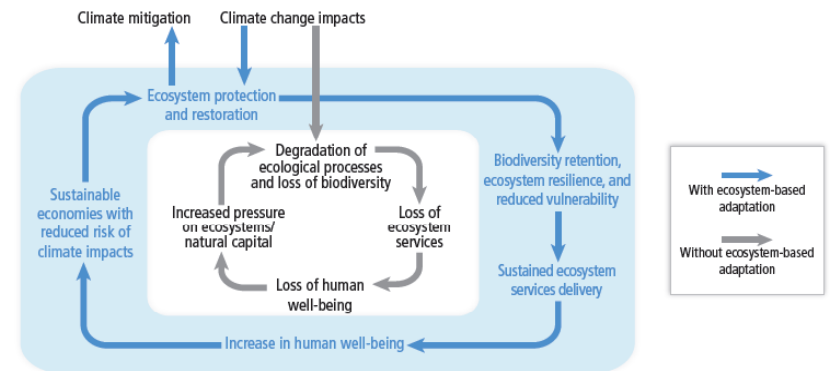 Climate mitigation
Climate change impacts
Ecosystem protection
and restoration
Degradation of
ecological processes
and loss of biodiversity
Biodiversity retention,
ecosystem resilience, and
reduced vulnerability
Sustainable
economies with
reduced risk of
climate impacts
Increased pressure
on ecosystems/
natural capital
Loss of
ecosystem
services
Sustained ecosystem
services delivery
Loss of human
well-being
Increase in human well-being
With ecosystem-based
adaptation
Without ecosystem-based
adaptation